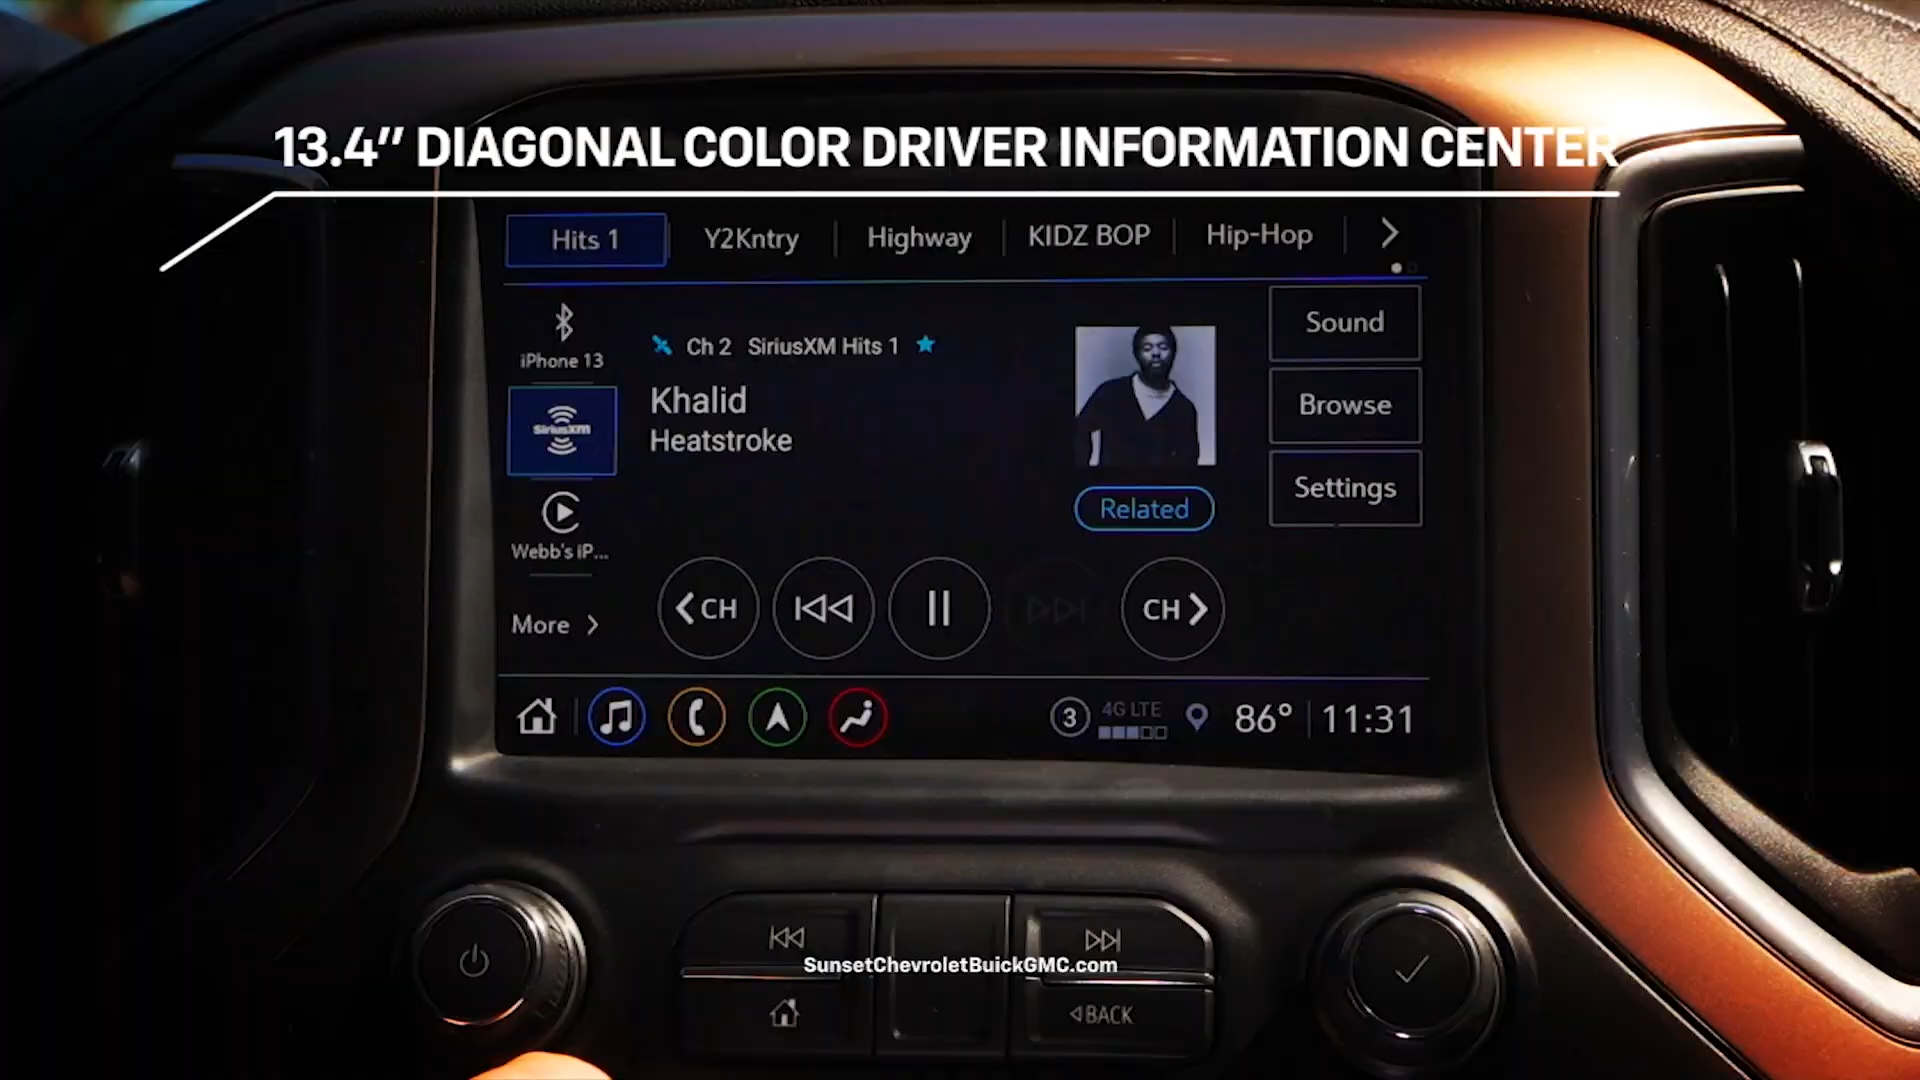 13.4″ DIAGONAL COLOR DRIVER INFORMATION CENTER
Hits 1
Y2Kntry
Highway
KIDZ BOP
Hip-Hop
iPhone 13
Ch 2 SiriusXM Hits 1
Khalid
Heatstroke
SiriusXM
Webb's iP...
More
Related
Sound
Browse
Settings
CH
CH
3
4G LTE
86°
11:31
SunsetChevroletBuickGMC.com
BACK